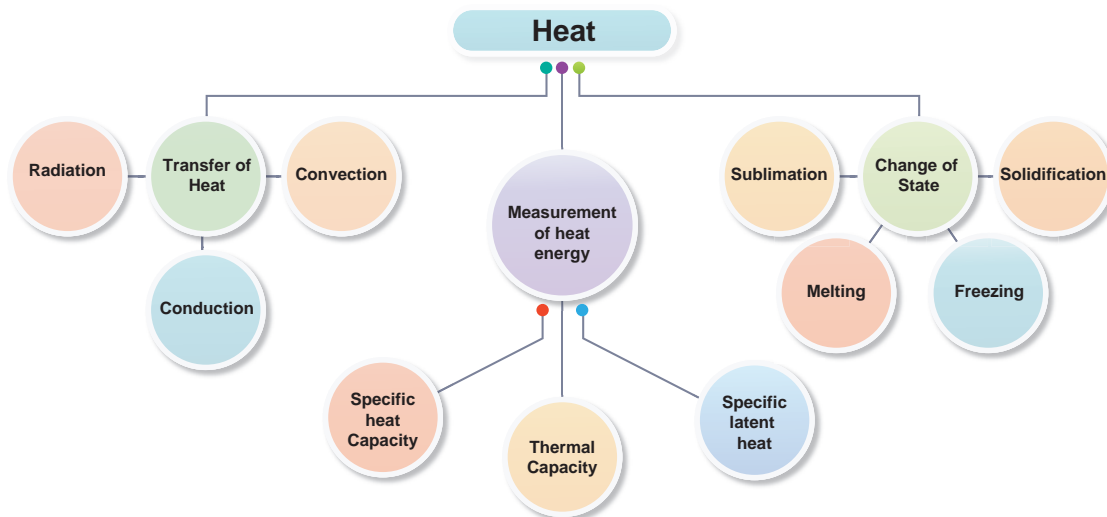 Heat
Radiation
Transfer of
Heat
Convection
Conduction
Measurement
of heat
energy
Specific
heat
Capacity
Thermal
Capacity
Specific
latent
heat
Sublimation
Change of
State
Solidification
Melting
Freezing